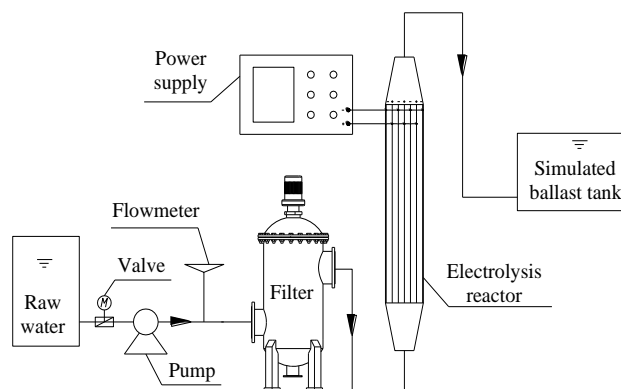 Power
supply
Simulated
ballast tank
Flowmeter
Valve
M
Raw
water
Filter
Electrolysis
reactor
Pump